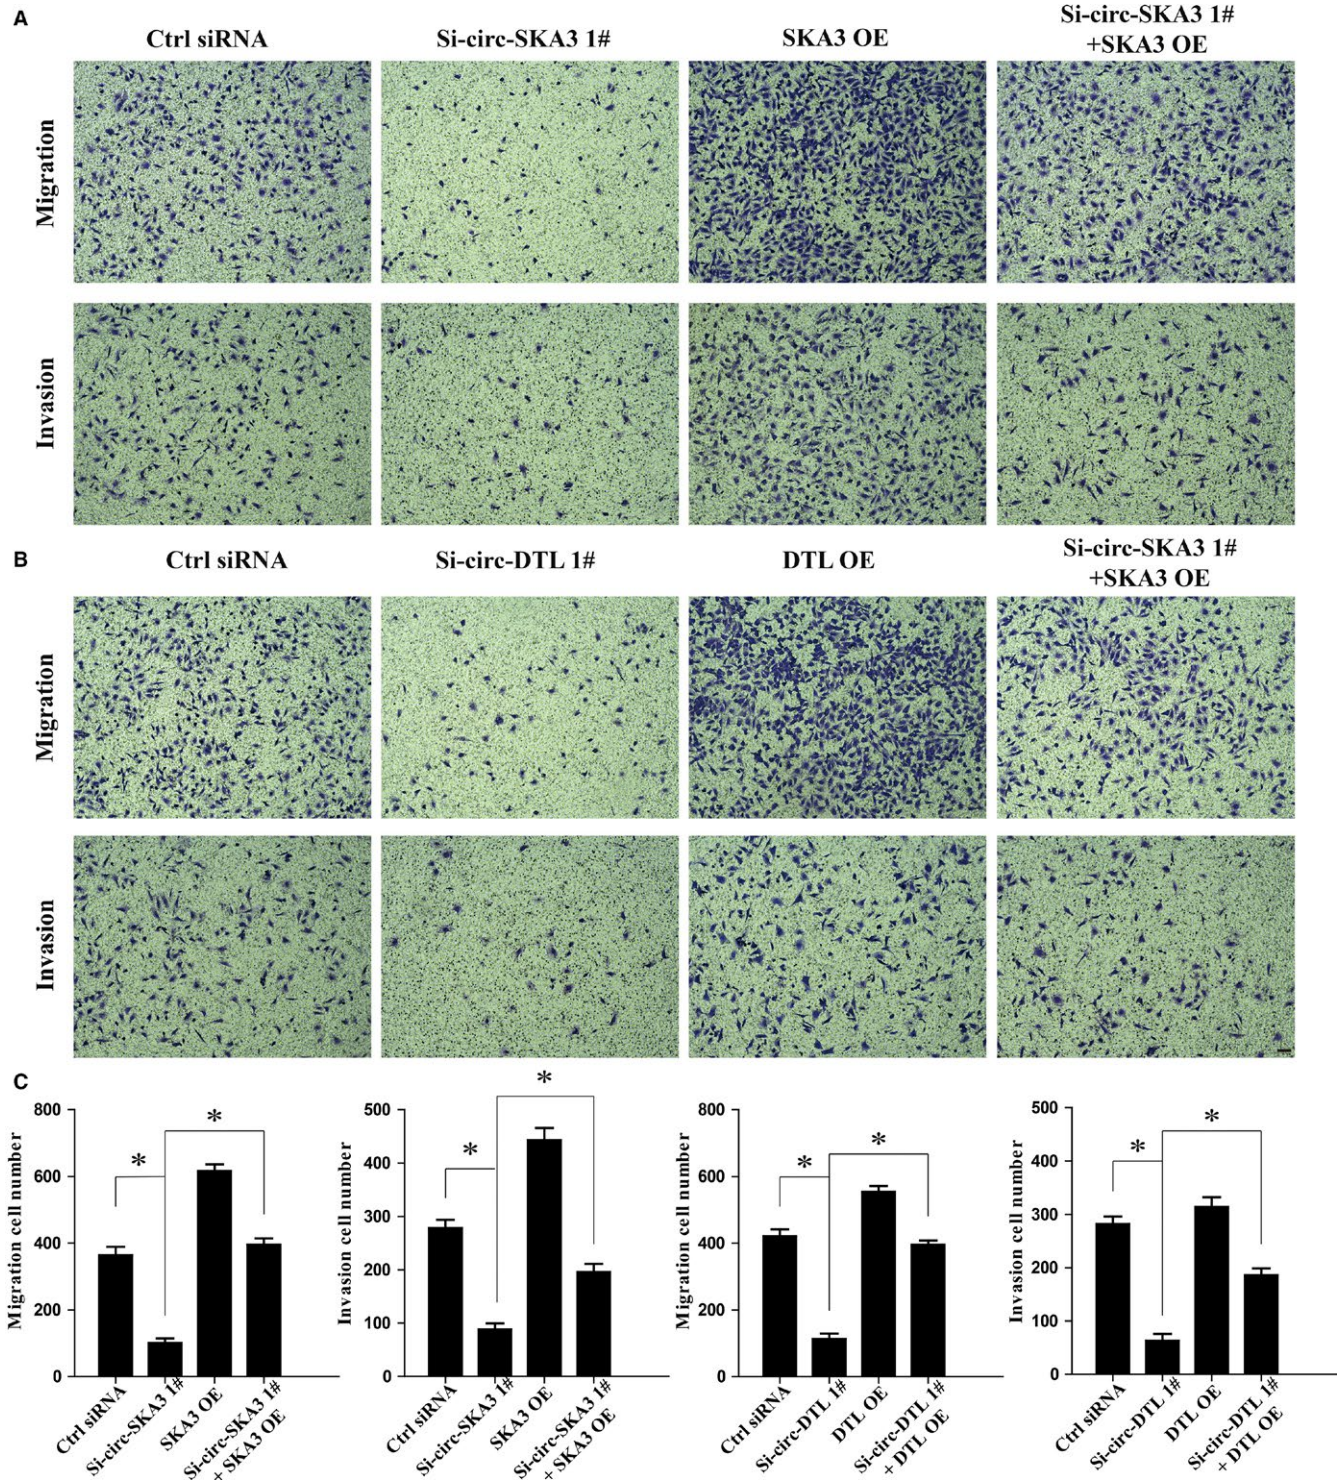 A
Ctrl siRNA
Si-circ-SKA3 1#
SKA3 OE
Si-circ-SKA3 1#
+SKA3 OE
Migration
Invasion
B
Ctrl siRNA
Si-circ-DTL 1#
DTL OE
Si-circ-SKA3 1#
+SKA3 OE
Migration
Invasion
C
Migration cell number
800
600
400
200
0
*
*
Ctrl siRNA
Si-circ-SKA3 1#
SKA3 OE
Si-circ-SKA3 1#
+ SKA3 OE
Invasion cell number
500
400
300
200
100
0
*
*
Ctrl siRNA
Si-circ-SKA3 1#
SKA3 OE
Si-circ-SKA3 1#
+ SKA3 OE
Migration cell number
800
600
400
200
0
*
*
Ctrl siRNA
Si-circ-DTL 1#
DTL OE
Si-circ-DTL 1#
+ DTL OE
Invasion cell number
500
400
300
200
100
0
*
*
Ctrl siRNA
Si-circ-DTL 1#
DTL OE
Si-circ-DTL 1#
+ DTL OE